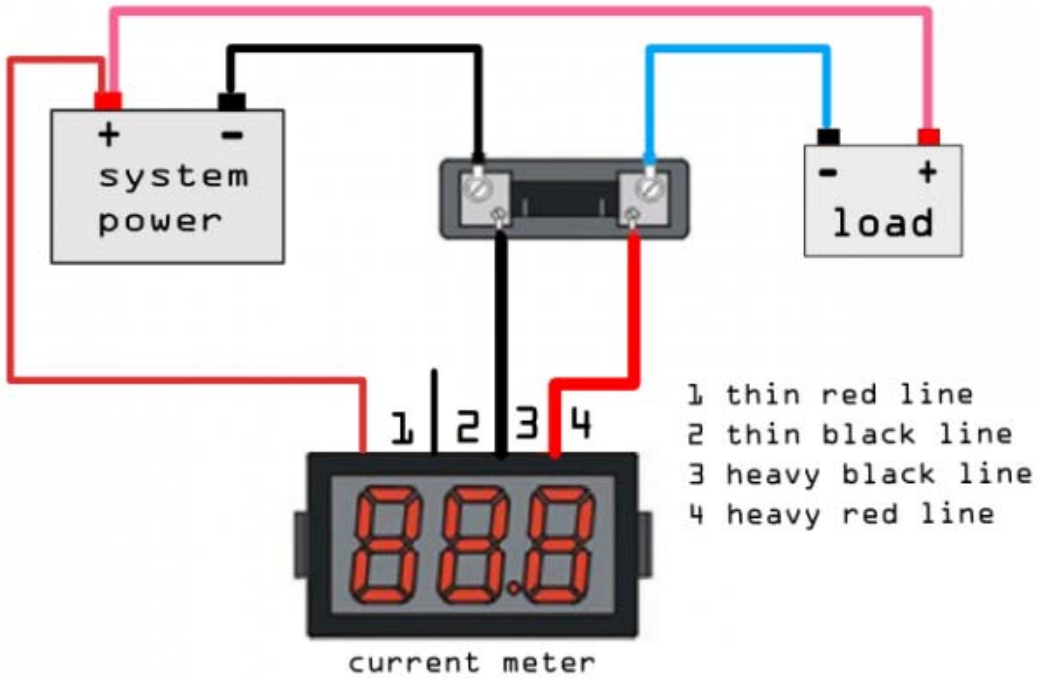 + -
system
power
- +
load
1 2 3 4
1 thin red line
2 thin black line
3 heavy black line
4 heavy red line
88.8
current meter